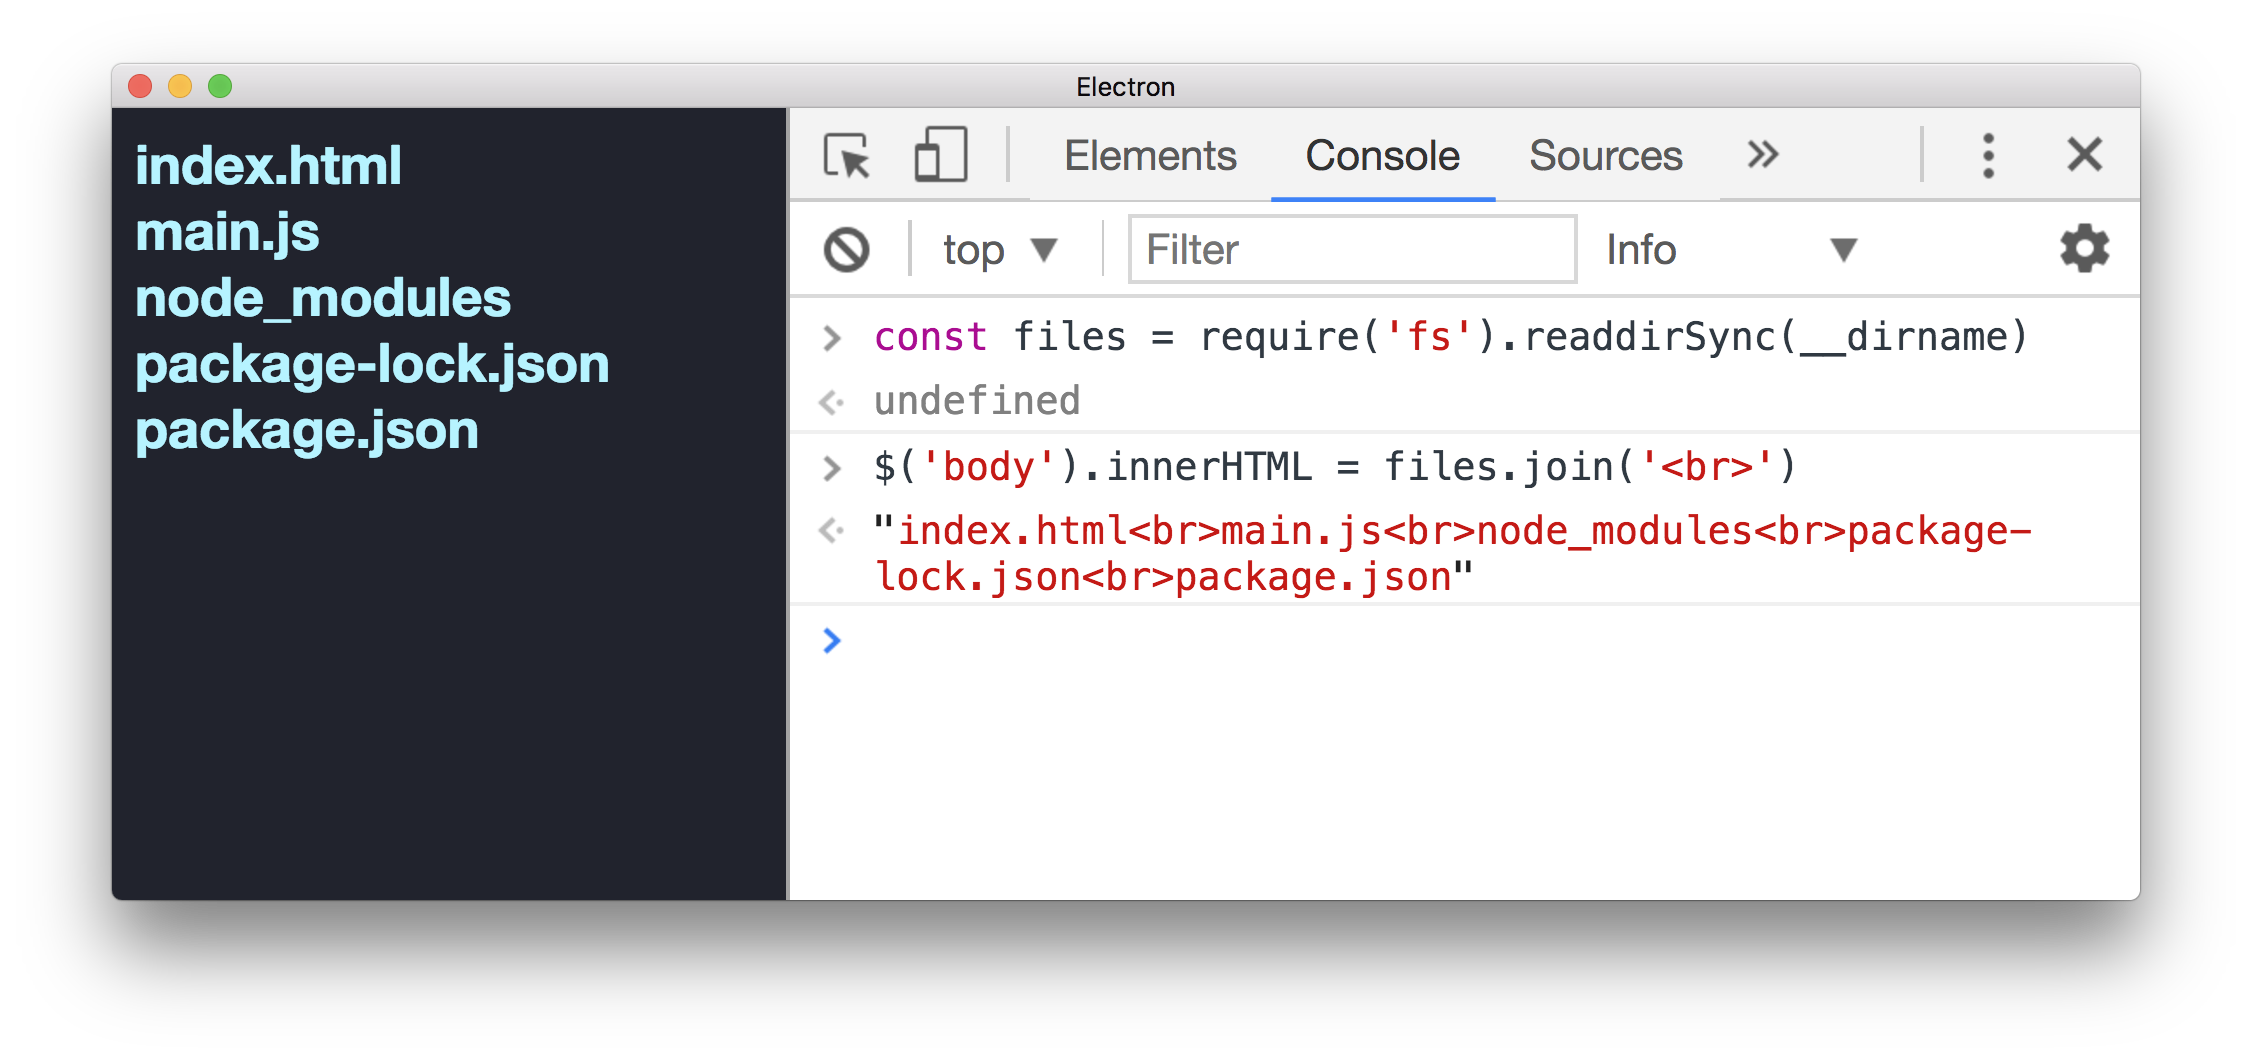 Electron
index.html
main.js
node_modules
package-lock.json
package.json
Elements Console Sources
top Filter Info
const files = require('fs').readdirSync(__dirname)
undefined
$('body').innerHTML = files.join('<br>')
"index.html<br>main.js<br>node_modules<br>package-
lock.json<br>package.json"